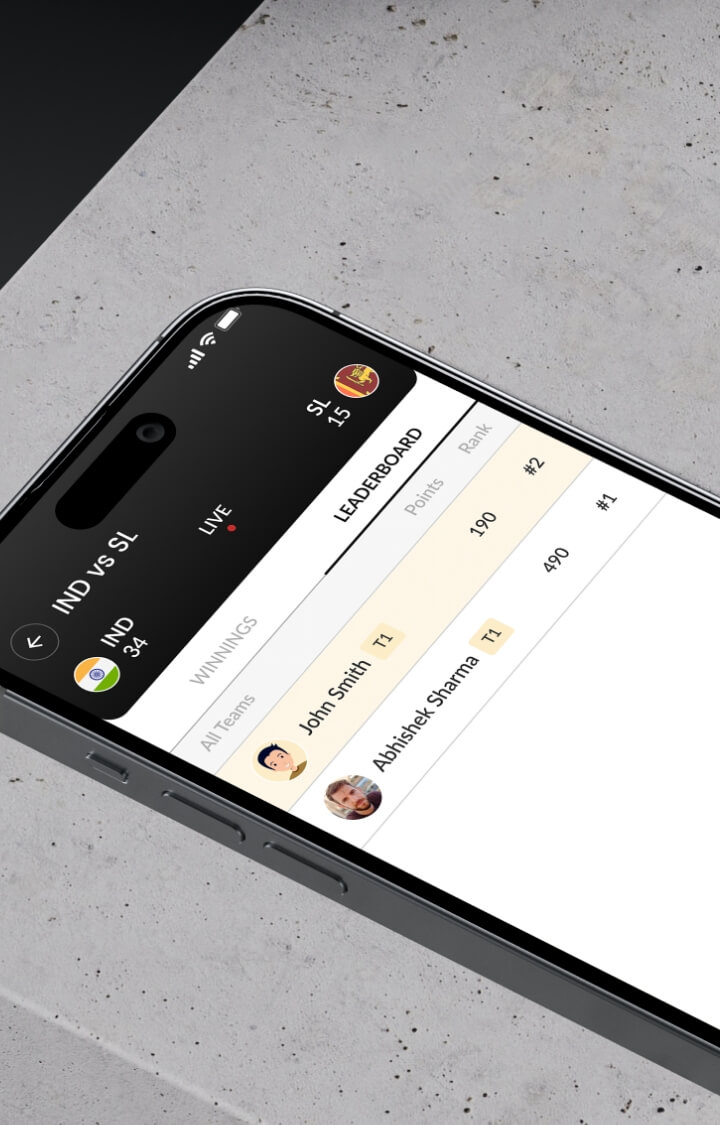 IND vs SL
IND
34
LIVE
SL
15
WINNINGS
LEADERBOARD
All Teams
Points
Rank
John Smith
T1
190
#2
Abhishek Sharma
T1
490
#1